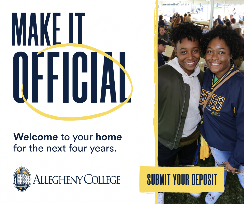 MAKE IT
OFFICIAL
Welcome to your home
for the next four years.
ALLEGHENY COLLEGE
SUBMIT YOUR DEPOSIT